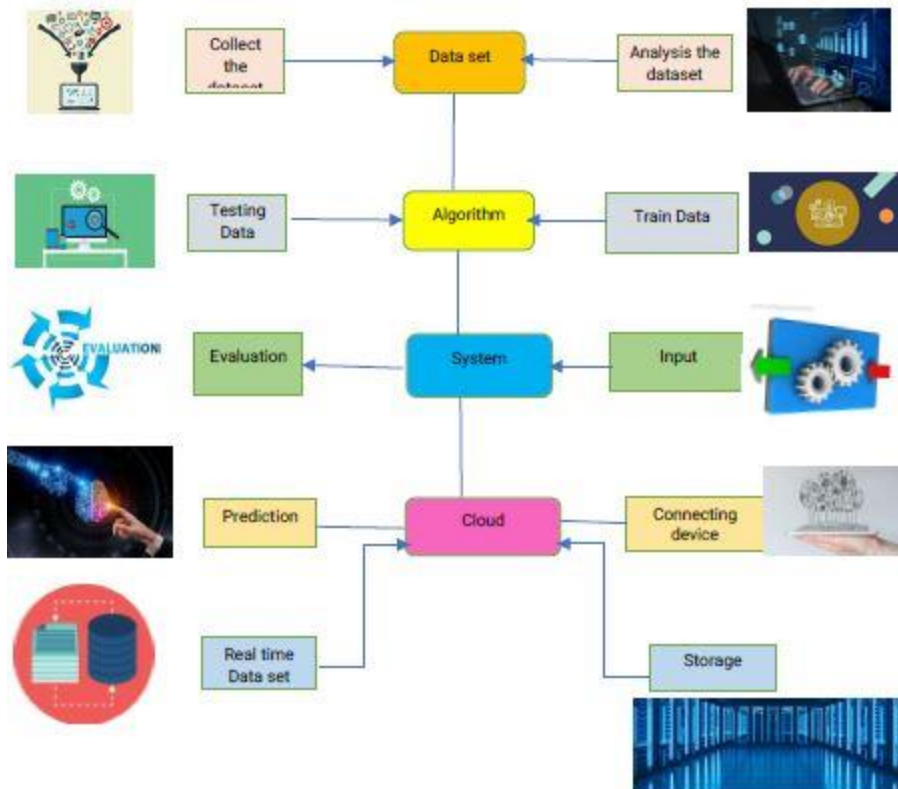 Collect
the
Data set
Analysis the
dataset
Testing
Data
Algorithm
Train Data
EVALUATION
Evaluation
System
Input
Prediction
Cloud
Connecting
device
Real time
Data set
Storage